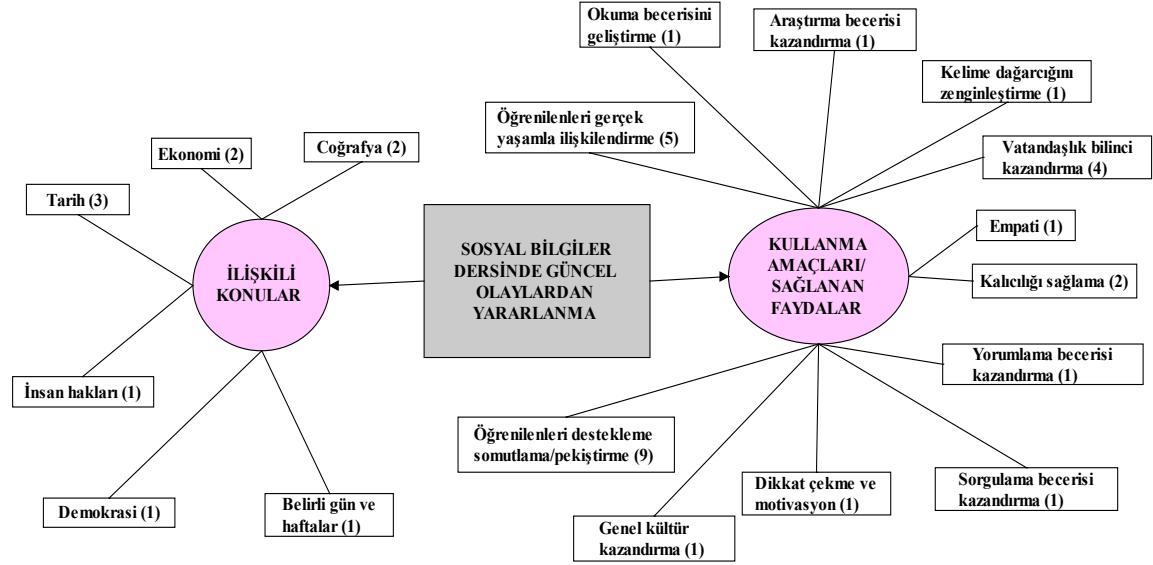 Okuma becerisini
geliştirme (1)
Araştırma becerisi
kazandırma (1)
Kelime dağarcığını
zenginleştirme (1)
Öğrenilenleri gerçek
yaşamla ilişkilendirme (5)
Vatandaşlık bilinci
kazandırma (4)
Ekonomi (2)
Coğrafya (2)
Tarih (3)
Empati (1)
İLİŞKİLİ
KONULAR
SOSYAL BİLGİLER
DERSİNDE GÜNCEL
OLAYLARDAN
YARARLANMA
KULLANMA
AMAÇLARI/
SAĞLANAN
FAYDALAR
Kalıcılığı sağlama (2)
Yorumlama becerisi
kazandırma (1)
İnsan hakları (1)
Öğrenilenleri destekleme
somutlama/pekiştirme (9)
Dikkat çekme ve
motivasyon (1)
Sorgulama becerisi
kazandırma (1)
Demokrasi (1)
Belirli gün ve
haftalar (1)
Genel kültür
kazandırma (1)